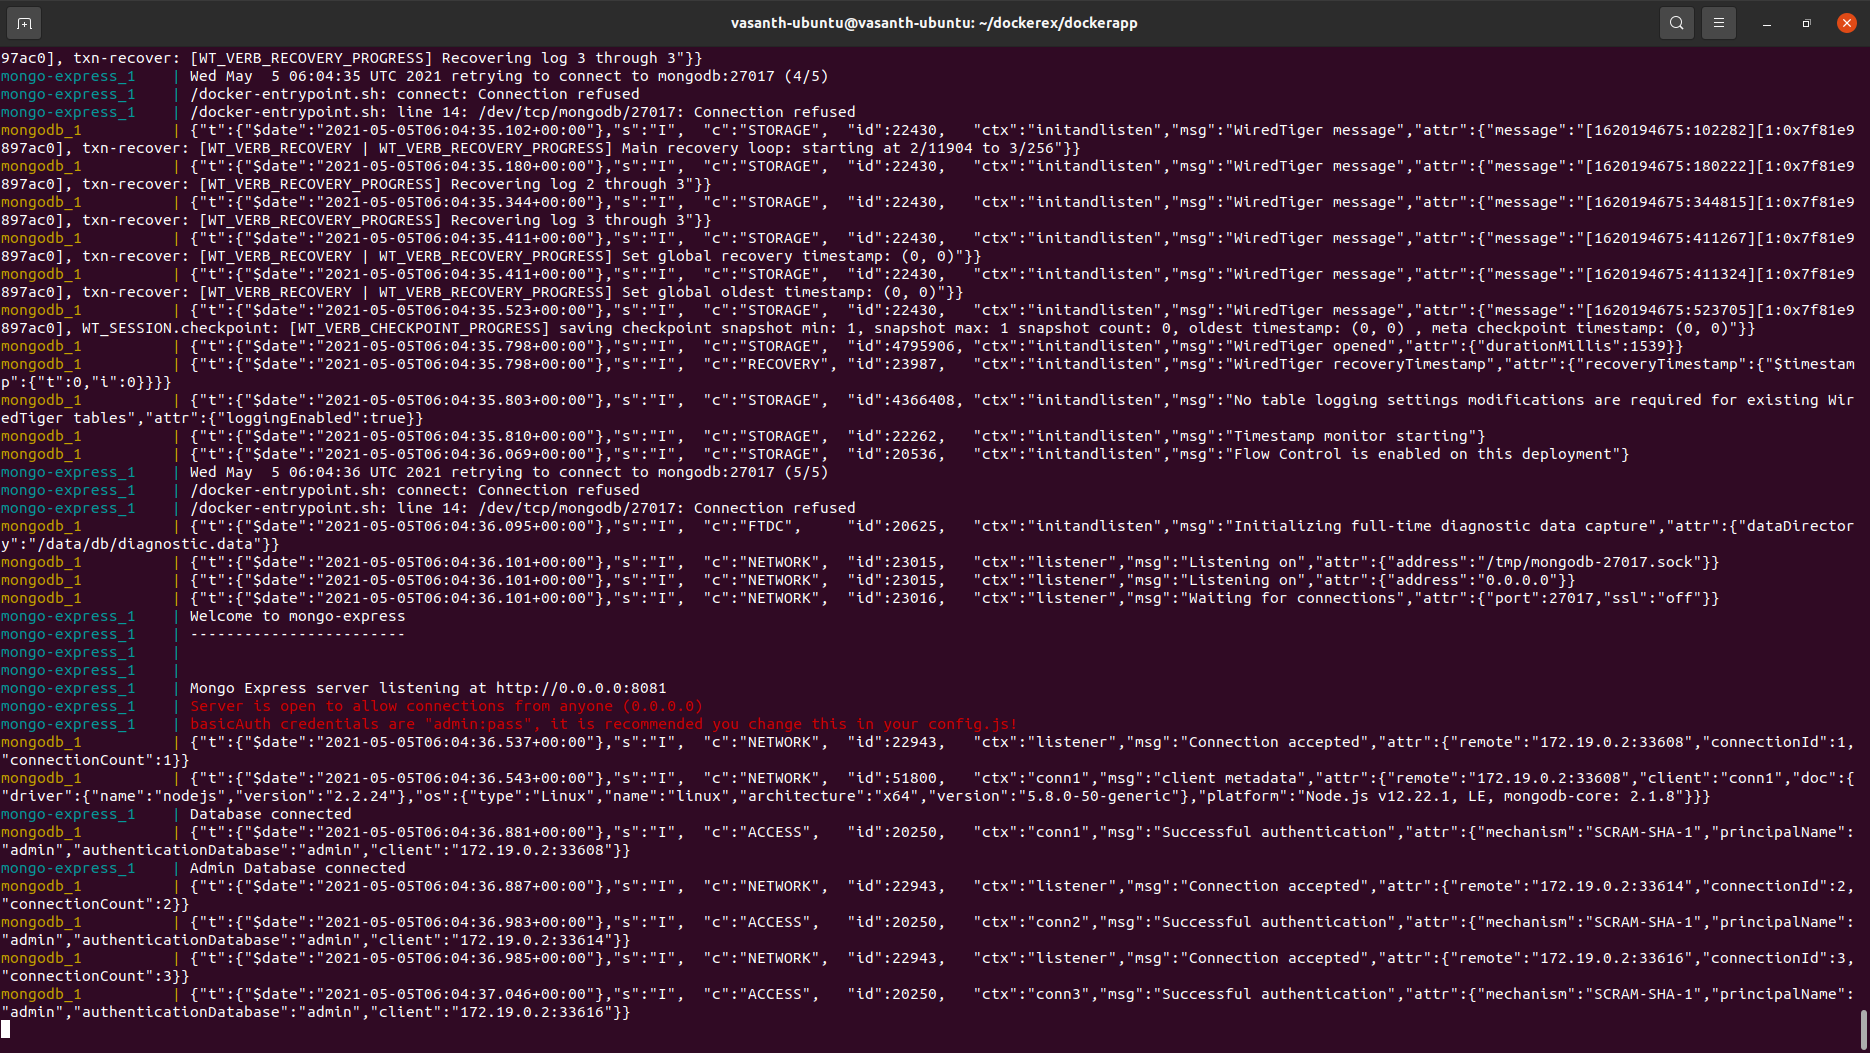 vasanth-ubuntu@vasanth-ubuntu: ~/dockerex/dockerapp
97ac0], txn-recover: [WT_VERB_RECOVERY_PROGRESS] Recovering log 3 through 3"}}
mongo-express_1    | Wed May  5 06:04:35 UTC 2021 retrying to connect to mongodb:27017 (4/5)
mongo-express_1    | /docker-entrypoint.sh: connect: Connection refused
mongo-express_1    | /docker-entrypoint.sh: line 14: /dev/tcp/mongodb/27017: Connection refused
mongodb_1          | {"t":{"$date":"2021-05-05T06:04:35.102+00:00"},"s":"I",  "c":"STORAGE",  "id":22430,   "ctx":"initandlisten","msg":"WiredTiger message","attr":{"message":"[1620194675:102282][1:0x7f81e9
897ac0], txn-recover: [WT_VERB_RECOVERY | WT_VERB_RECOVERY_PROGRESS] Main recovery loop: starting at 2/11904 to 3/256"}}
mongodb_1          | {"t":{"$date":"2021-05-05T06:04:35.180+00:00"},"s":"I",  "c":"STORAGE",  "id":22430,   "ctx":"initandlisten","msg":"WiredTiger message","attr":{"message":"[1620194675:180222][1:0x7f81e9
897ac0], txn-recover: [WT_VERB_RECOVERY_PROGRESS] Recovering log 2 through 3"}}
mongodb_1          | {"t":{"$date":"2021-05-05T06:04:35.344+00:00"},"s":"I",  "c":"STORAGE",  "id":22430,   "ctx":"initandlisten","msg":"WiredTiger message","attr":{"message":"[1620194675:344815][1:0x7f81e9
897ac0], txn-recover: [WT_VERB_RECOVERY_PROGRESS] Recovering log 3 through 3"}}
mongodb_1          | {"t":{"$date":"2021-05-05T06:04:35.411+00:00"},"s":"I",  "c":"STORAGE",  "id":22430,   "ctx":"initandlisten","msg":"WiredTiger message","attr":{"message":"[1620194675:411267][1:0x7f81e9
897ac0], txn-recover: [WT_VERB_RECOVERY | WT_VERB_RECOVERY_PROGRESS] Set global recovery timestamp: (0, 0)"}}
mongodb_1          | {"t":{"$date":"2021-05-05T06:04:35.411+00:00"},"s":"I",  "c":"STORAGE",  "id":22430,   "ctx":"initandlisten","msg":"WiredTiger message","attr":{"message":"[1620194675:411324][1:0x7f81e9
897ac0], txn-recover: [WT_VERB_RECOVERY | WT_VERB_RECOVERY_PROGRESS] Set global oldest timestamp: (0, 0)"}}
mongodb_1          | {"t":{"$date":"2021-05-05T06:04:35.523+00:00"},"s":"I",  "c":"STORAGE",  "id":22430,   "ctx":"initandlisten","msg":"WiredTiger message","attr":{"message":"[1620194675:523705][1:0x7f81e9
897ac0], WT_SESSION.checkpoint: [WT_VERB_CHECKPOINT_PROGRESS] saving checkpoint snapshot min: 1, snapshot max: 1 snapshot count: 0, oldest timestamp: (0, 0) , meta checkpoint timestamp: (0, 0)"}}
mongodb_1          | {"t":{"$date":"2021-05-05T06:04:35.798+00:00"},"s":"I",  "c":"STORAGE",  "id":4795906, "ctx":"initandlisten","msg":"WiredTiger opened","attr":{"durationMillis":1539}}
mongodb_1          | {"t":{"$date":"2021-05-05T06:04:35.798+00:00"},"s":"I",  "c":"RECOVERY", "id":23987,   "ctx":"initandlisten","msg":"WiredTiger recoveryTimestamp","attr":{"recoveryTimestamp":{"$timestam
p":{"t":0,"i":0}}}}
mongodb_1          | {"t":{"$date":"2021-05-05T06:04:35.803+00:00"},"s":"I",  "c":"STORAGE",  "id":4366408, "ctx":"initandlisten","msg":"No table logging settings modifications are required for existing Wir
edTiger tables","attr":{"loggingEnabled":true}}
mongodb_1          | {"t":{"$date":"2021-05-05T06:04:35.810+00:00"},"s":"I",  "c":"STORAGE",  "id":22262,   "ctx":"initandlisten","msg":"Timestamp monitor starting"}
mongodb_1          | {"t":{"$date":"2021-05-05T06:04:36.069+00:00"},"s":"I",  "c":"STORAGE",  "id":20536,   "ctx":"initandlisten","msg":"Flow Control is enabled on this deployment"}
mongo-express_1    | Wed May  5 06:04:36 UTC 2021 retrying to connect to mongodb:27017 (5/5)
mongo-express_1    | /docker-entrypoint.sh: connect: Connection refused
mongo-express_1    | /docker-entrypoint.sh: line 14: /dev/tcp/mongodb/27017: Connection refused
mongodb_1          | {"t":{"$date":"2021-05-05T06:04:36.095+00:00"},"s":"I",  "c":"FTDC",     "id":20625,   "ctx":"initandlisten","msg":"Initializing full-time diagnostic data capture","attr":{"dataDirector
y":"/data/db/diagnostic.data"}}
mongodb_1          | {"t":{"$date":"2021-05-05T06:04:36.101+00:00"},"s":"I",  "c":"NETWORK",  "id":23015,   "ctx":"listener","msg":"Listening on","attr":{"address":"/tmp/mongodb-27017.sock"}}
mongodb_1          | {"t":{"$date":"2021-05-05T06:04:36.101+00:00"},"s":"I",  "c":"NETWORK",  "id":23015,   "ctx":"listener","msg":"Listening on","attr":{"address":"0.0.0.0"}}
mongodb_1          | {"t":{"$date":"2021-05-05T06:04:36.101+00:00"},"s":"I",  "c":"NETWORK",  "id":23016,   "ctx":"listener","msg":"Waiting for connections","attr":{"port":27017,"ssl":"off"}}
mongo-express_1    | Welcome to mongo-express
mongo-express_1    | ------------------------
mongo-express_1    |
mongo-express_1    |
mongo-express_1    | Mongo Express server listening at http://0.0.0.0:8081
mongo-express_1    | Server is open to allow connections from anyone (0.0.0.0)
mongo-express_1    | basicAuth credentials are "admin:pass", it is recommended you change this in your config.js!
mongodb_1          | {"t":{"$date":"2021-05-05T06:04:36.537+00:00"},"s":"I",  "c":"NETWORK",  "id":22943,   "ctx":"listener","msg":"Connection accepted","attr":{"remote":"172.19.0.2:33608","connectionId":1,
"connectionCount":1}}
mongodb_1          | {"t":{"$date":"2021-05-05T06:04:36.543+00:00"},"s":"I",  "c":"NETWORK",  "id":51800,   "ctx":"conn1","msg":"client metadata","attr":{"remote":"172.19.0.2:33608","client":"conn1","doc":{
"driver":{"name":"nodejs","version":"2.2.24"},"os":{"type":"Linux","name":"linux","architecture":"x64","version":"5.8.0-50-generic"},"platform":"Node.js v12.22.1, LE, mongodb-core: 2.1.8"}}}
mongo-express_1    | Database connected
mongodb_1          | {"t":{"$date":"2021-05-05T06:04:36.881+00:00"},"s":"I",  "c":"ACCESS",   "id":20250,   "ctx":"conn1","msg":"Successful authentication","attr":{"mechanism":"SCRAM-SHA-1","principalName":
"admin","authenticationDatabase":"admin","client":"172.19.0.2:33608"}}
mongo-express_1    | Admin Database connected
mongodb_1          | {"t":{"$date":"2021-05-05T06:04:36.887+00:00"},"s":"I",  "c":"NETWORK",  "id":22943,   "ctx":"listener","msg":"Connection accepted","attr":{"remote":"172.19.0.2:33614","connectionId":2,
"connectionCount":2}}
mongodb_1          | {"t":{"$date":"2021-05-05T06:04:36.983+00:00"},"s":"I",  "c":"ACCESS",   "id":20250,   "ctx":"conn2","msg":"Successful authentication","attr":{"mechanism":"SCRAM-SHA-1","principalName":
"admin","authenticationDatabase":"admin","client":"172.19.0.2:33614"}}
mongodb_1          | {"t":{"$date":"2021-05-05T06:04:36.985+00:00"},"s":"I",  "c":"NETWORK",  "id":22943,   "ctx":"listener","msg":"Connection accepted","attr":{"remote":"172.19.0.2:33616","connectionId":3,
"connectionCount":3}}
mongodb_1          | {"t":{"$date":"2021-05-05T06:04:37.046+00:00"},"s":"I",  "c":"ACCESS",   "id":20250,   "ctx":"conn3","msg":"Successful authentication","attr":{"mechanism":"SCRAM-SHA-1","principalName":
"admin","authenticationDatabase":"admin","client":"172.19.0.2:33616"}}